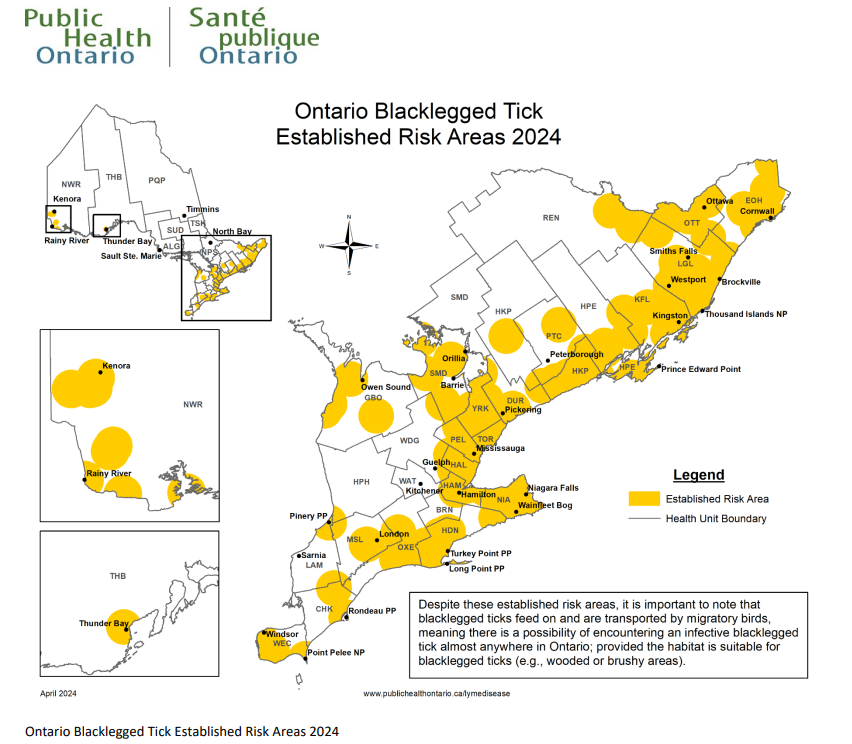 Public
Health
Ontario
Santé
publique
Ontario
Ontario Blacklegged Tick
Established Risk Areas 2024
NWR
THB
PQP
Kenora
Rainy River
Thunder Bay
Sault Ste. Marie
Timmins
TSK
SUD
North Bay
ALG
NPS
N
W
E
S
REN
Ottawa
EOH
Cornwall
OTT
Smiths Falls
LGL
Westport
Brockville
KFL
Kingston
Thousand Islands NP
SMD
HKP
HPE
PTC
Peterborough
HKP
HPE
Prince Edward Point
Orillia
SMD
Barrie
Owen Sound
GBO
YRK
DUR
Pickering
WDG
PEL
TOR
Mississauga
Guelph
HAL
HPH
WAT
Kitchener
HAM
Hamilton
Niagara Falls
NIA
Wainfleet Bog
BRN
Pinery PP
HDN
London
MSL
OXE
Turkey Point PP
Long Point PP
Sarnia
LAM
CHK
Rondeau PP
Windsor
WEC
Point Pelee NP
Kenora
NWR
Rainy River
THB
Thunder Bay
Legend
Established Risk Area
Health Unit Boundary
Despite these established risk areas, it is important to note that
blacklegged ticks feed on and are transported by migratory birds,
meaning there is a possibility of encountering an infective blacklegged
tick almost anywhere in Ontario; provided the habitat is suitable for
blacklegged ticks (e.g., wooded or brushy areas).
April 2024
www.publichealthontario.ca/lymedisease
Ontario Blacklegged Tick Established Risk Areas 2024